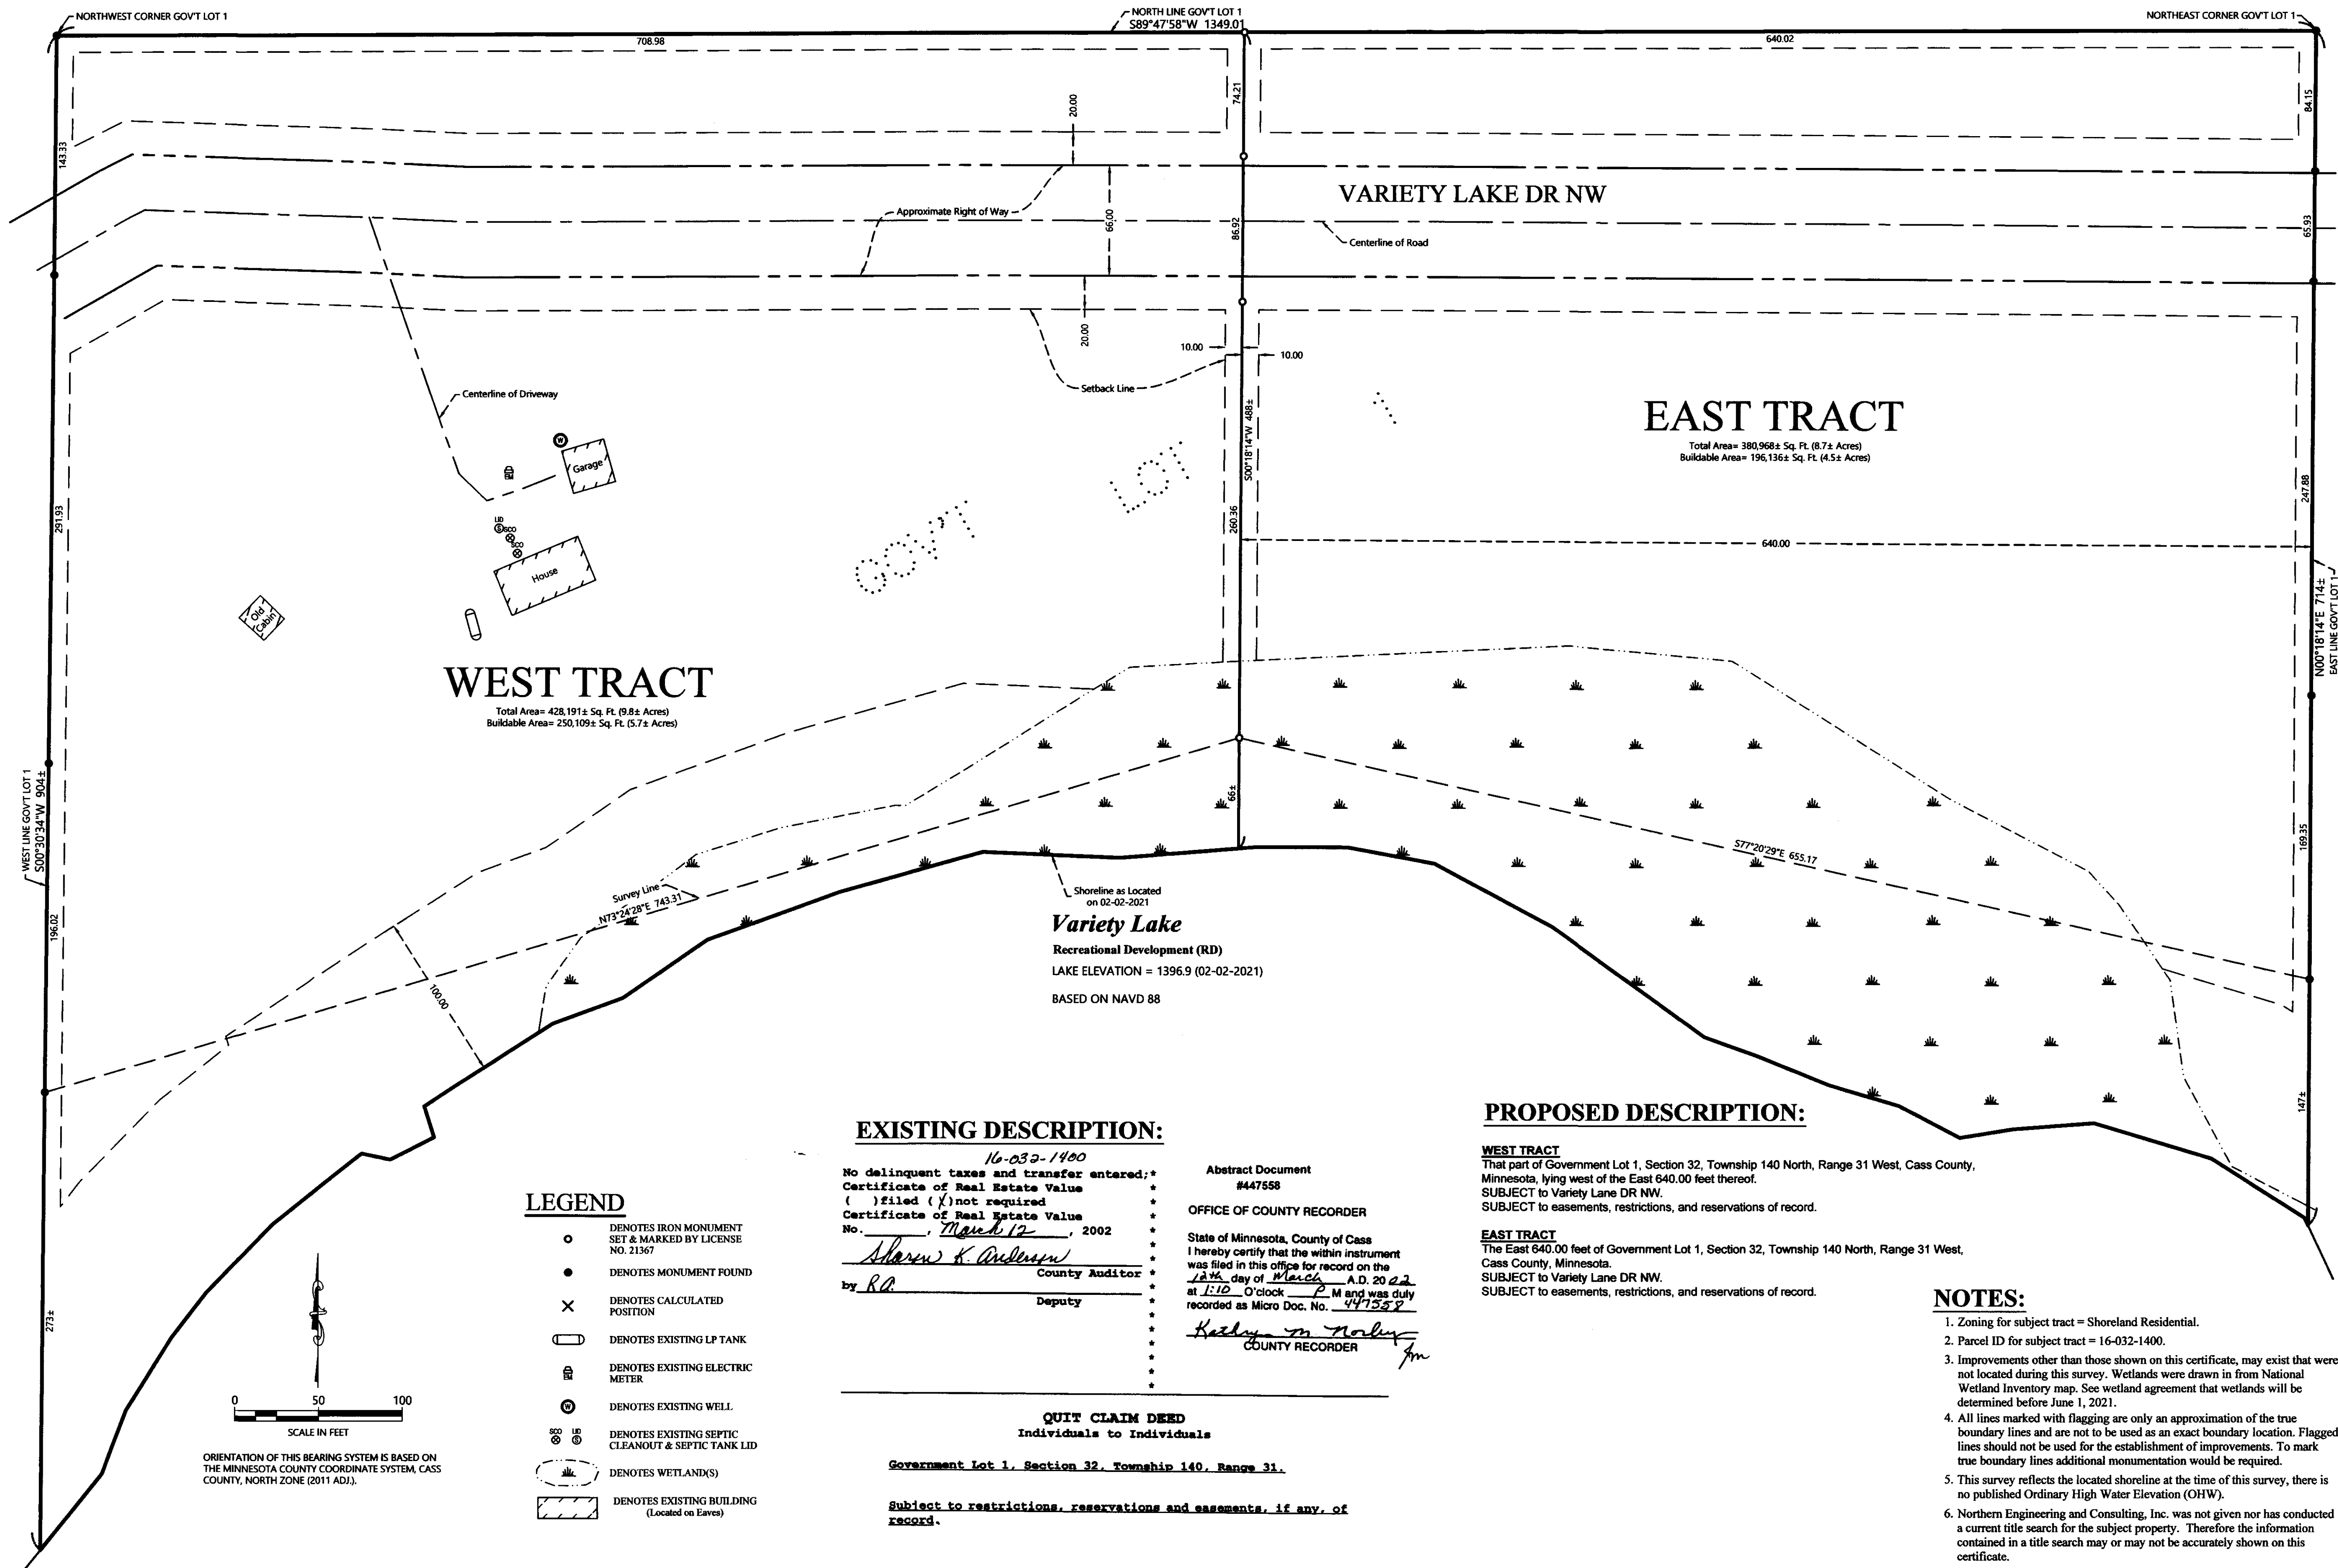 NORTHWEST CORNER GOV'T LOT 1
NORTH LINE GOV'T LOT 1
S89°47'58"W 1349.01
NORTHEAST CORNER GOV'T LOT 1
708.98
640.02
143.33
20.00
74.21
84.15
VARIETY LAKE DR NW
Approximate Right of Way
66.00
86.92
65.93
Centerline of Road
20.00
10.00
10.00
Setback Line
Centerline of Driveway
S00°18'14"W 488±
EAST TRACT
Total Area= 380,968± Sq. Ft. (8.7± Acres)
Buildable Area= 196,136± Sq. Ft. (4.5± Acres)
W
Garage
EM
LID
S
SCO
SCO
House
Old
Cabin
291.93
GOV'T LOT 1
260.36
247.88
640.00
N00°18'14"E 714±
EAST LINE GOV'T LOT 1
WEST TRACT
Total Area= 428,191± Sq. Ft. (9.8± Acres)
Buildable Area= 250,109± Sq. Ft. (5.7± Acres)
WEST LINE GOV'T LOT 1
S00°30'34"W 904±
66±
S77°20'29"E 655.17
169.35
Survey Line
N73°24'28"E 743.31
196.02
100.00
Shoreline as Located
on 02-02-2021
Variety Lake
Recreational Development (RD)
LAKE ELEVATION = 1396.9 (02-02-2021)
BASED ON NAVD 88
147±
273±
LEGEND
DENOTES IRON MONUMENT
SET & MARKED BY LICENSE
NO. 21367
DENOTES MONUMENT FOUND
DENOTES CALCULATED
POSITION
DENOTES EXISTING LP TANK
EM
DENOTES EXISTING ELECTRIC
METER
W
DENOTES EXISTING WELL
SCO LID
S
DENOTES EXISTING SEPTIC
CLEANOUT & SEPTIC TANK LID
DENOTES WETLAND(S)
DENOTES EXISTING BUILDING
(Located on Eaves)
0 50 100
SCALE IN FEET
ORIENTATION OF THIS BEARING SYSTEM IS BASED ON
THE MINNESOTA COUNTY COORDINATE SYSTEM, CASS
COUNTY, NORTH ZONE (2011 ADJ.).
EXISTING DESCRIPTION:
16-032-1400
No delinquent taxes and transfer entered;*
Certificate of Real Estate Value *
( )filed (X)not required *
Certificate of Real Estate Value *
No. , March 12, 2002 *
Sharon K. Anderson *
County Auditor *
by R.A. *
Deputy *
*
*
*
*
*
*
Abstract Document
#447558
OFFICE OF COUNTY RECORDER
State of Minnesota, County of Cass
I hereby certify that the within instrument
was filed in this office for record on the
12th day of March A.D. 2002
at 1:10 O'clock P M and was duly
recorded as Micro Doc. No. 447558
Kathryn M. Norby
COUNTY RECORDER
QUIT CLAIM DEED
Individuals to Individuals
Government Lot 1, Section 32, Township 140, Range 31.
Subject to restrictions, reservations and easements, if any, of
record.
PROPOSED DESCRIPTION:
WEST TRACT
That part of Government Lot 1, Section 32, Township 140 North, Range 31 West, Cass County,
Minnesota, lying west of the East 640.00 feet thereof.
SUBJECT to Variety Lane DR NW.
SUBJECT to easements, restrictions, and reservations of record.
EAST TRACT
The East 640.00 feet of Government Lot 1, Section 32, Township 140 North, Range 31 West,
Cass County, Minnesota.
SUBJECT to Variety Lane DR NW.
SUBJECT to easements, restrictions, and reservations of record.
NOTES:
1. Zoning for subject tract = Shoreland Residential.
2. Parcel ID for subject tract = 16-032-1400.
3. Improvements other than those shown on this certificate, may exist that were
not located during this survey. Wetlands were drawn in from National
Wetland Inventory map. See wetland agreement that wetlands will be
determined before June 1, 2021.
4. All lines marked with flagging are only an approximation of the true
boundary lines and are not to be used as an exact boundary location. Flagged
lines should not be used for the establishment of improvements. To mark
true boundary lines additional monumentation would be required.
5. This survey reflects the located shoreline at the time of this survey, there is
no published Ordinary High Water Elevation (OHW).
6. Northern Engineering and Consulting, Inc. was not given nor has conducted
a current title search for the subject property. Therefore the information
contained in a title search may or may not be accurately shown on this
certificate.